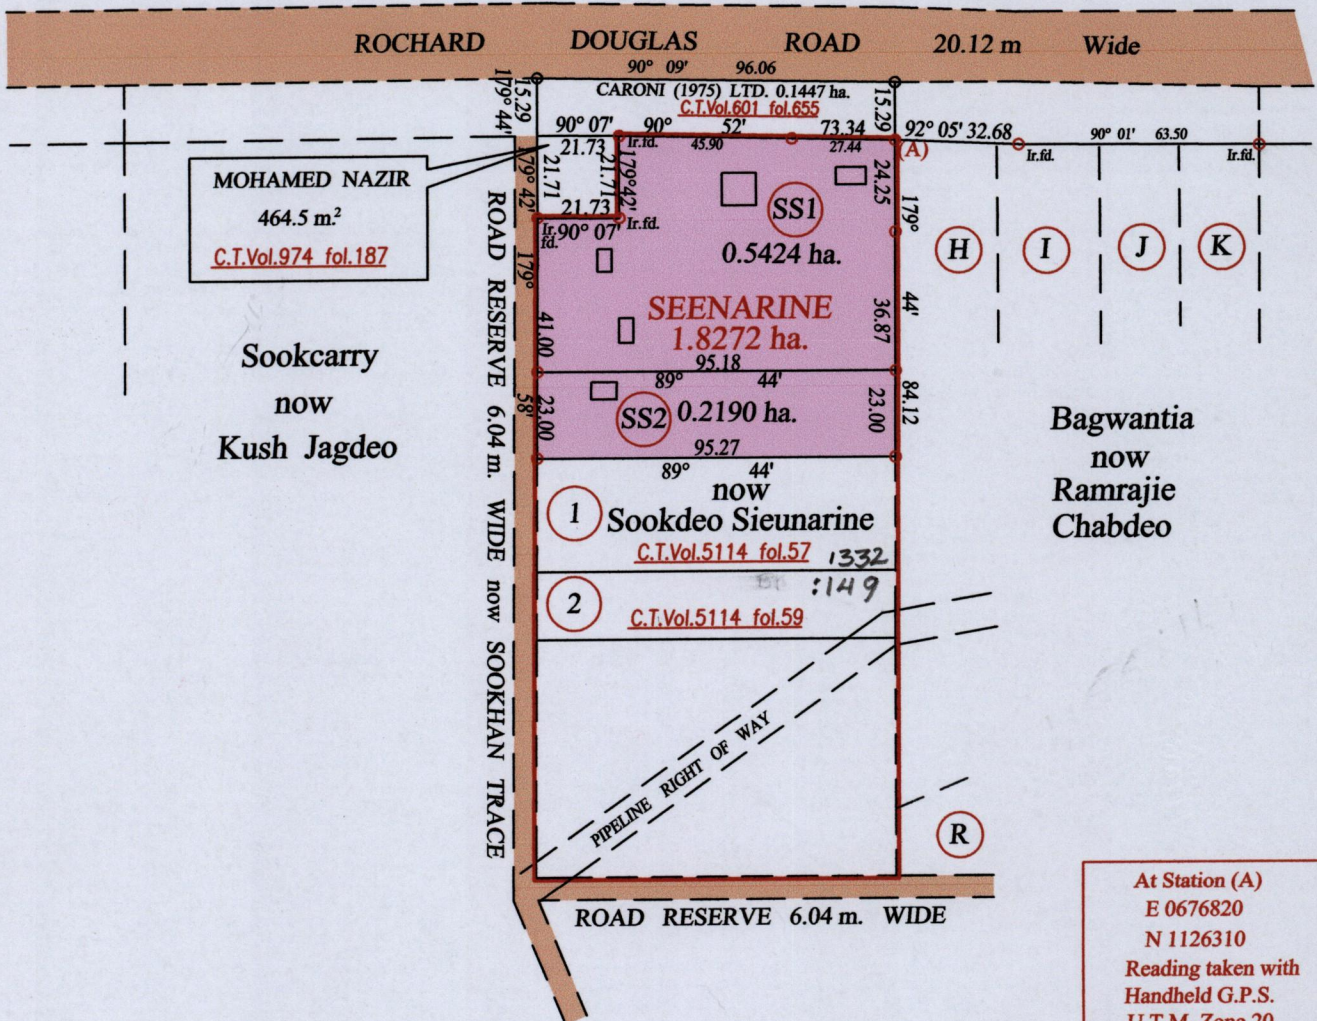 ROCHARD DOUGLAS ROAD 20.12 m Wide
90° 09' 96.06
CARONI (1975) LTD. 0.1447 ha.
C.T.Vol.601 fol.655
15.29
179° 44'
15.29
90° 07'
21.73
90° 52' 73.34
Ir.fd. 45.90 27.44
(A)
92° 05' 32.68
Ir.fd.
90° 01' 63.50
Ir.fd.
MOHAMED NAZIR
464.5 m.²
C.T.Vol.974 fol.187
179° 42'
21.71
21.71
179°42'
21.73
Ir.fd.
Ir.
fd.
90° 07'
SS1
0.5424 ha.
24.25
179°
H
I
J
K
179°
41.00
SEENARINE
1.8272 ha.
36.87
44'
95.18
89° 44'
58'
23.00
SS2 0.2190 ha.
23.00
84.12
95.27
89° 44'
Sookcarry
now
Kush Jagdeo
ROAD RESERVE 6.04 m. WIDE now SOOKHAN TRACE
Bagwantia
now
Ramrajie
Chabdeo
now
1
Sookdeo Sieunarine
C.T.Vol.5114 fol.57
1332
:149
2
C.T.Vol.5114 fol.59
PIPELINE RIGHT OF WAY
R
ROAD RESERVE 6.04 m. WIDE
At Station (A)
E 0676820
N 1126310
Reading taken with
Handheld G.P.S.
U.T.M. Zone 20